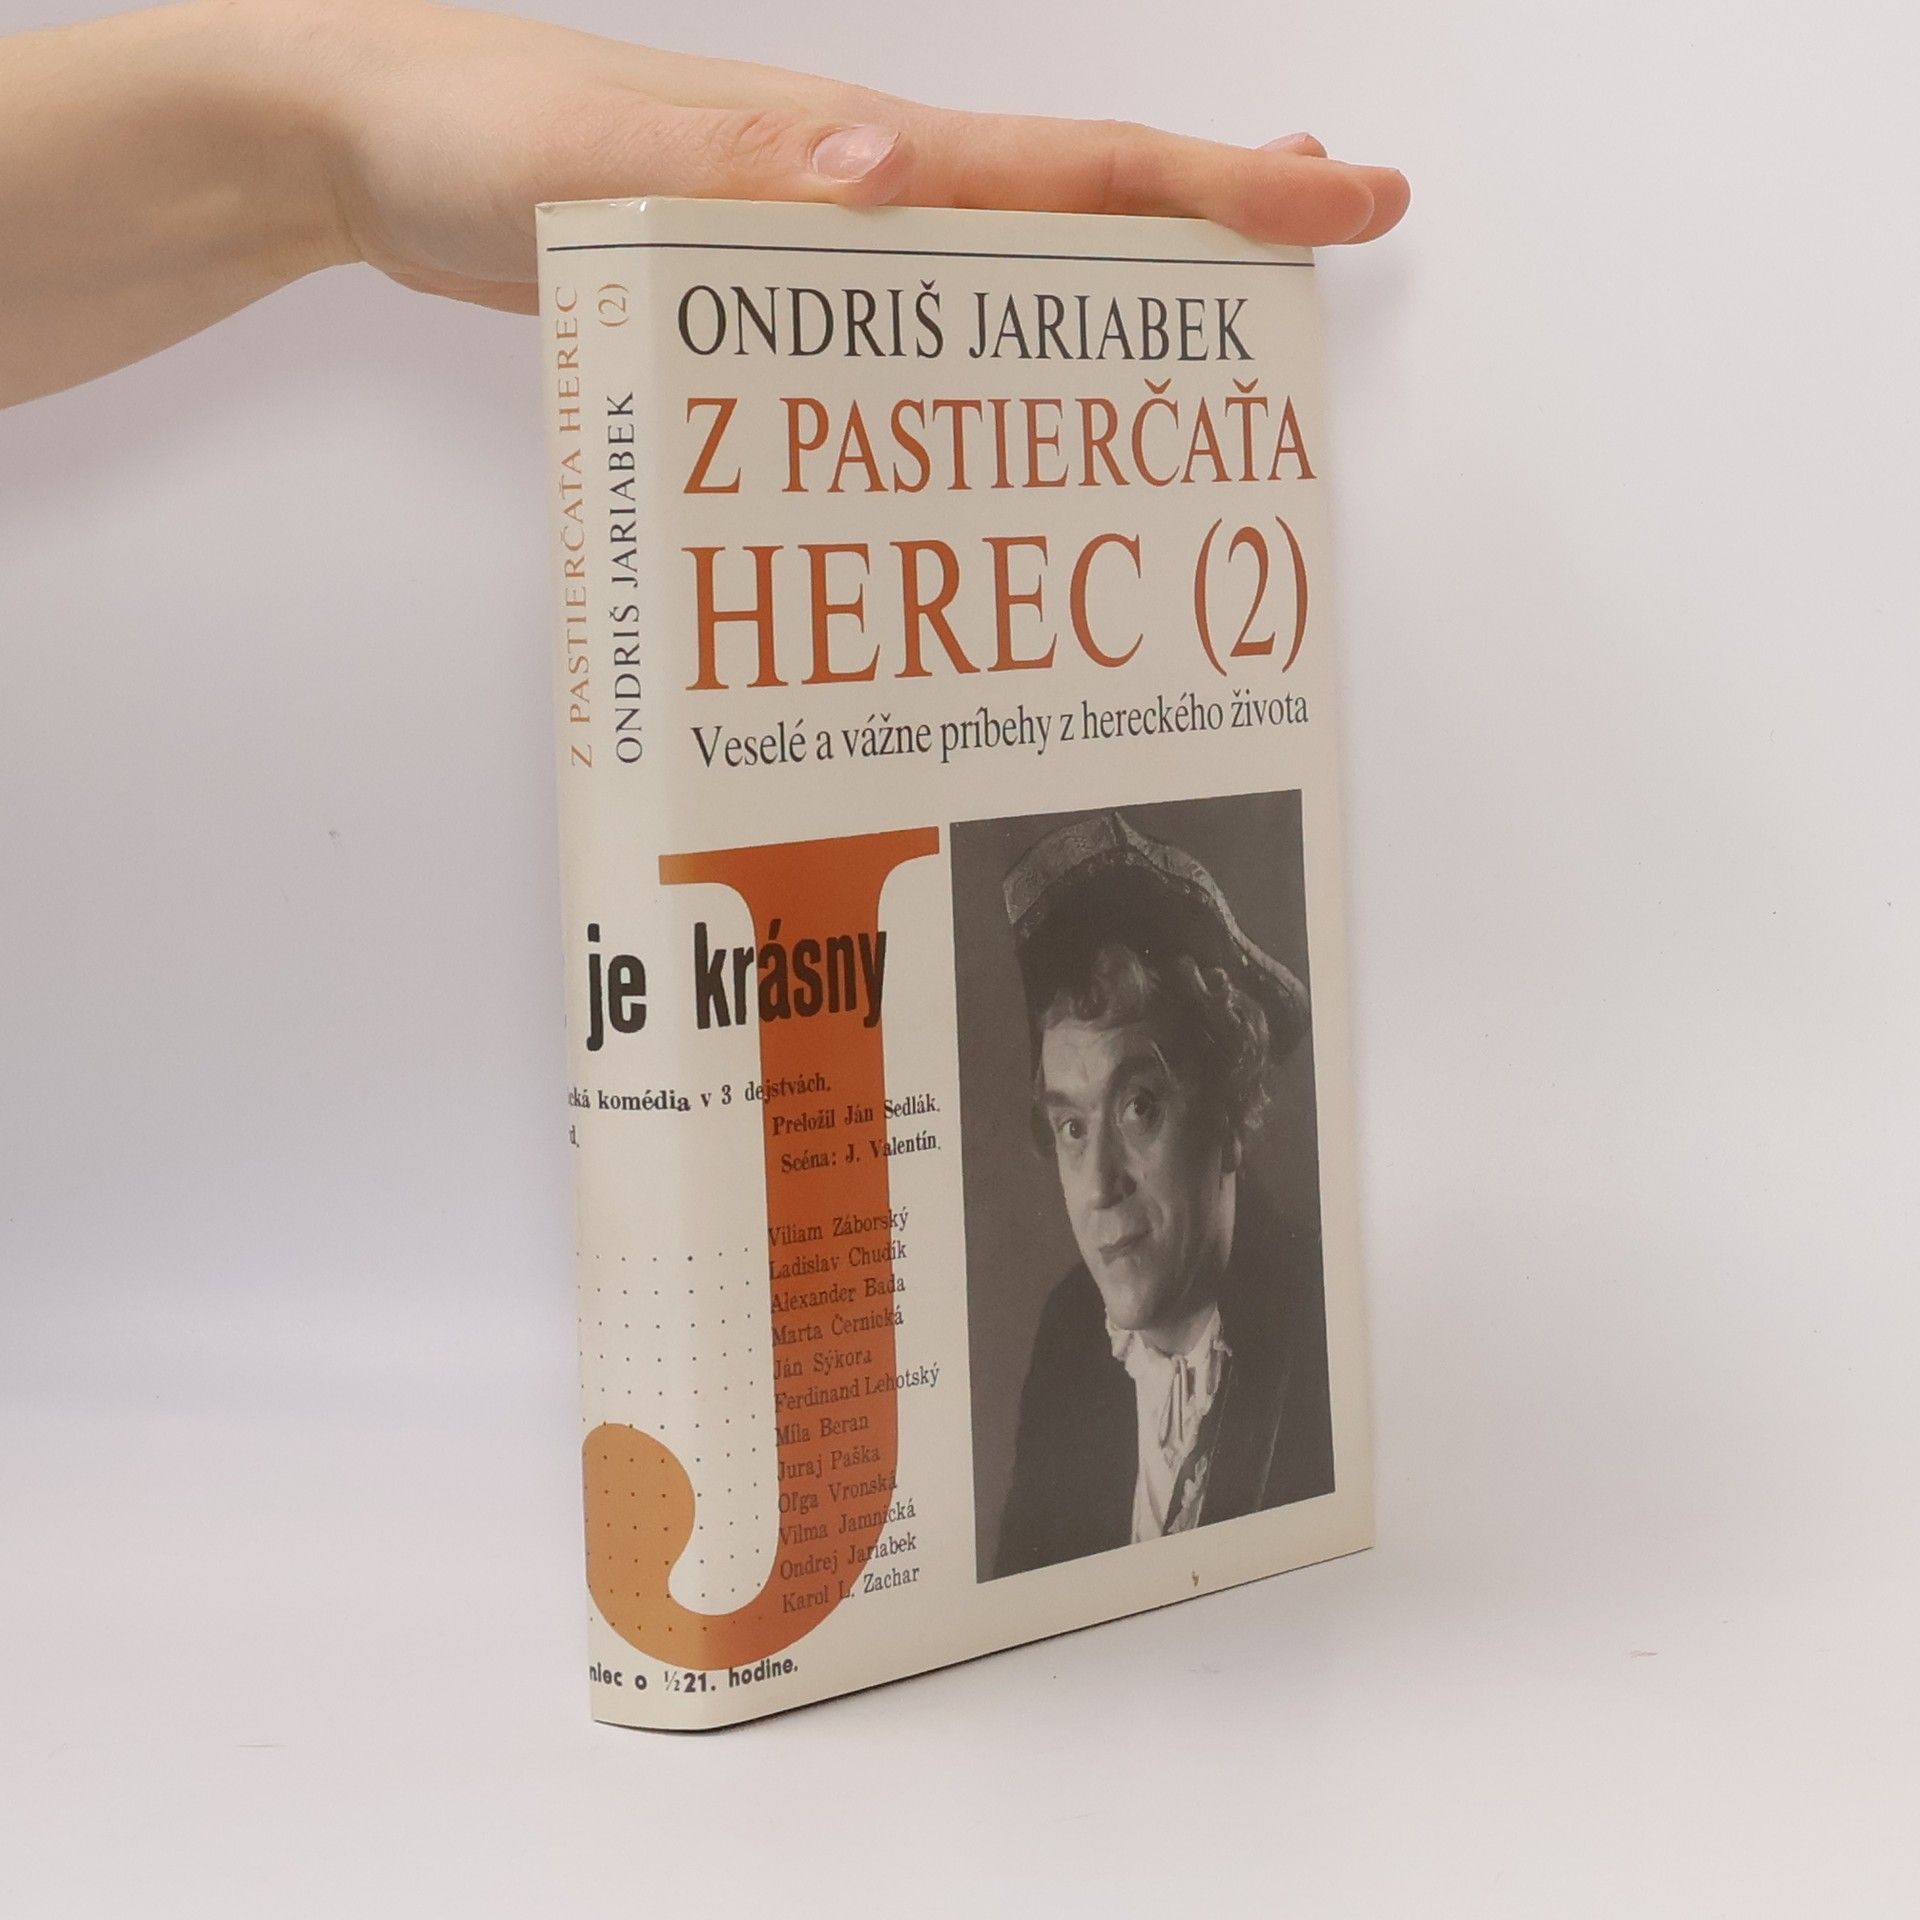 Z PASTIERČAŤA HEREC (2)
ONDRIŠ JARIABEK
ONDRIŠ JARIABEK
Z PASTIERČAŤA
HEREC (2)
Veselé a vážne príbehy z hereckého života
J
je krásny
cká komédia v 3 dejstvách.
d.
Preložil Ján Sedlák.
Scéna: J. Valentín.
Viliam Záborský
Ladislav Chudík
Alexander Bada
Marta Černická
Ján Sýkora
Ferdinand Lehotský
Míla Beran
Juraj Paška
Oľga Vronská
Vilma Jamnická
Ondrej Jariabek
Karol L. Zachar
niec o ½21. hodine.